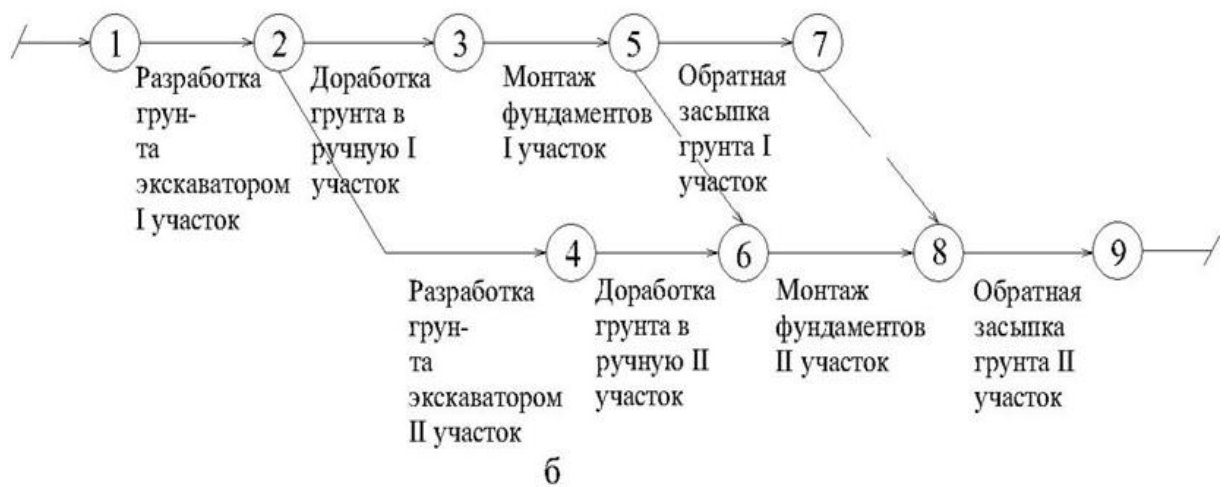 1
2
3
5
7
Разработка
грун-
та
экскаватором
I участок
Доработка
грунта в
ручную I
участок
Монтаж
фундаментов
I участок
Обратная
засыпка
грунта I
участок
4
6
8
9
Разработка
грун-
та
экскаватором
II участок
Доработка
грунта в
ручную II
участок
Монтаж
фундаментов
II участок
Обратная
засыпка
грунта II
участок
б